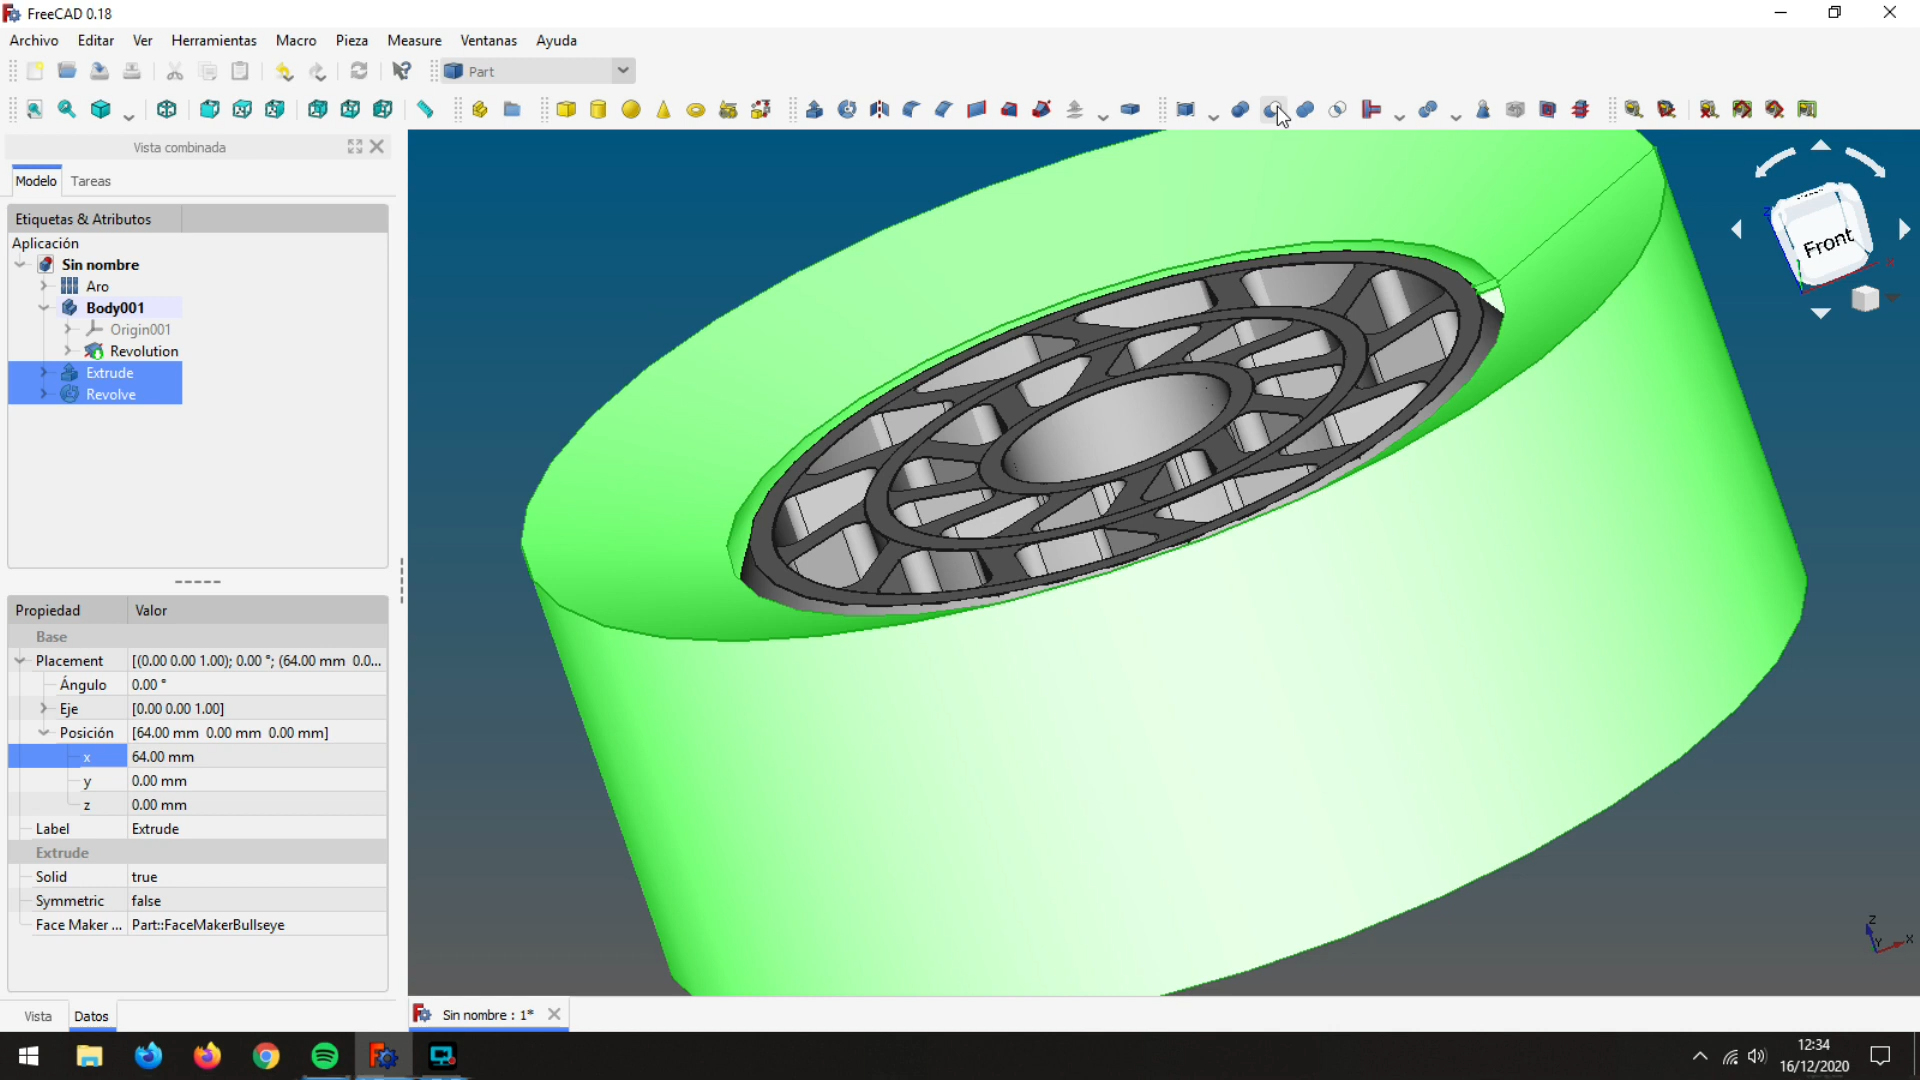 FreeCAD 0.18
Archivo Editar Ver Herramientas Macro Pieza Measure Ventanas Ayuda
Part
Vista combinada
Modelo Tareas
Etiquetas & Atributos
Aplicación
Sin nombre
Aro
Body001
Origin001
Revolution
Extrude
Revolve
Front
Propiedad Valor
Base
Placement [(0.00 0.00 1.00); 0.00 °; (64.00 mm 0.0...
Ángulo 0.00 °
Eje [0.00 0.00 1.00]
Posición [64.00 mm 0.00 mm 0.00 mm]
x 64.00 mm
y 0.00 mm
z 0.00 mm
Label Extrude
Extrude
Solid true
Symmetric false
Face Maker ... Part::FaceMakerBullseye
Z
Y X
Vista Datos
Sin nombre : 1*
12:34
16/12/2020